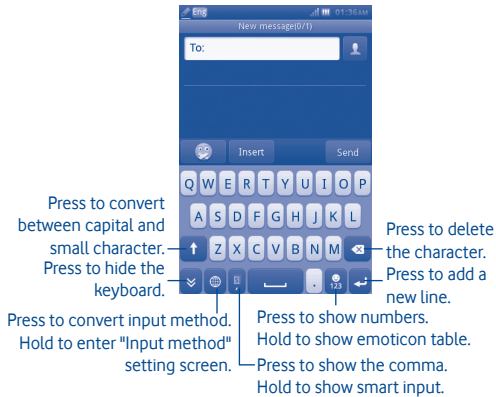 Eng 01:36AM
New message(0/1)
To:
Insert Send
Q W E R T Y U I O P
A S D F G H J K L
Z X C V B N M
, . 123
Press to convert
between capital and
small character.
Press to hide the
keyboard.
Press to convert input method.
Hold to enter "Input method"
setting screen.
Press to delete
the character.
Press to add a
new line.
Press to show numbers.
Hold to show emoticon table.
Press to show the comma.
Hold to show smart input.